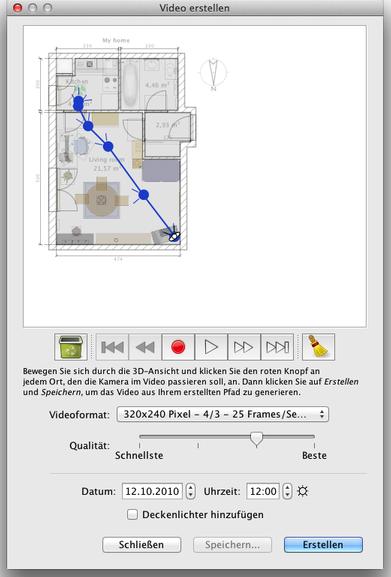 Video erstellen
My home
Kitchen
4,46 m²
2,93 m²
Living room
21,57 m²
474
N
Bewegen Sie sich durch die 3D-Ansicht und klicken Sie den roten Knopf an
jedem Ort, den die Kamera im Video passieren soll, an. Dann klicken Sie auf Erstellen
und Speichern, um das Video aus Ihrem erstellten Pfad zu generieren.
Videoformat: 320x240 Pixel – 4/3 – 25 Frames/Se...
Qualität:
Schnellste Beste
Datum: 12.10.2010 Uhrzeit: 12:00
Deckenlichter hinzufügen
Schließen Speichern... Erstellen